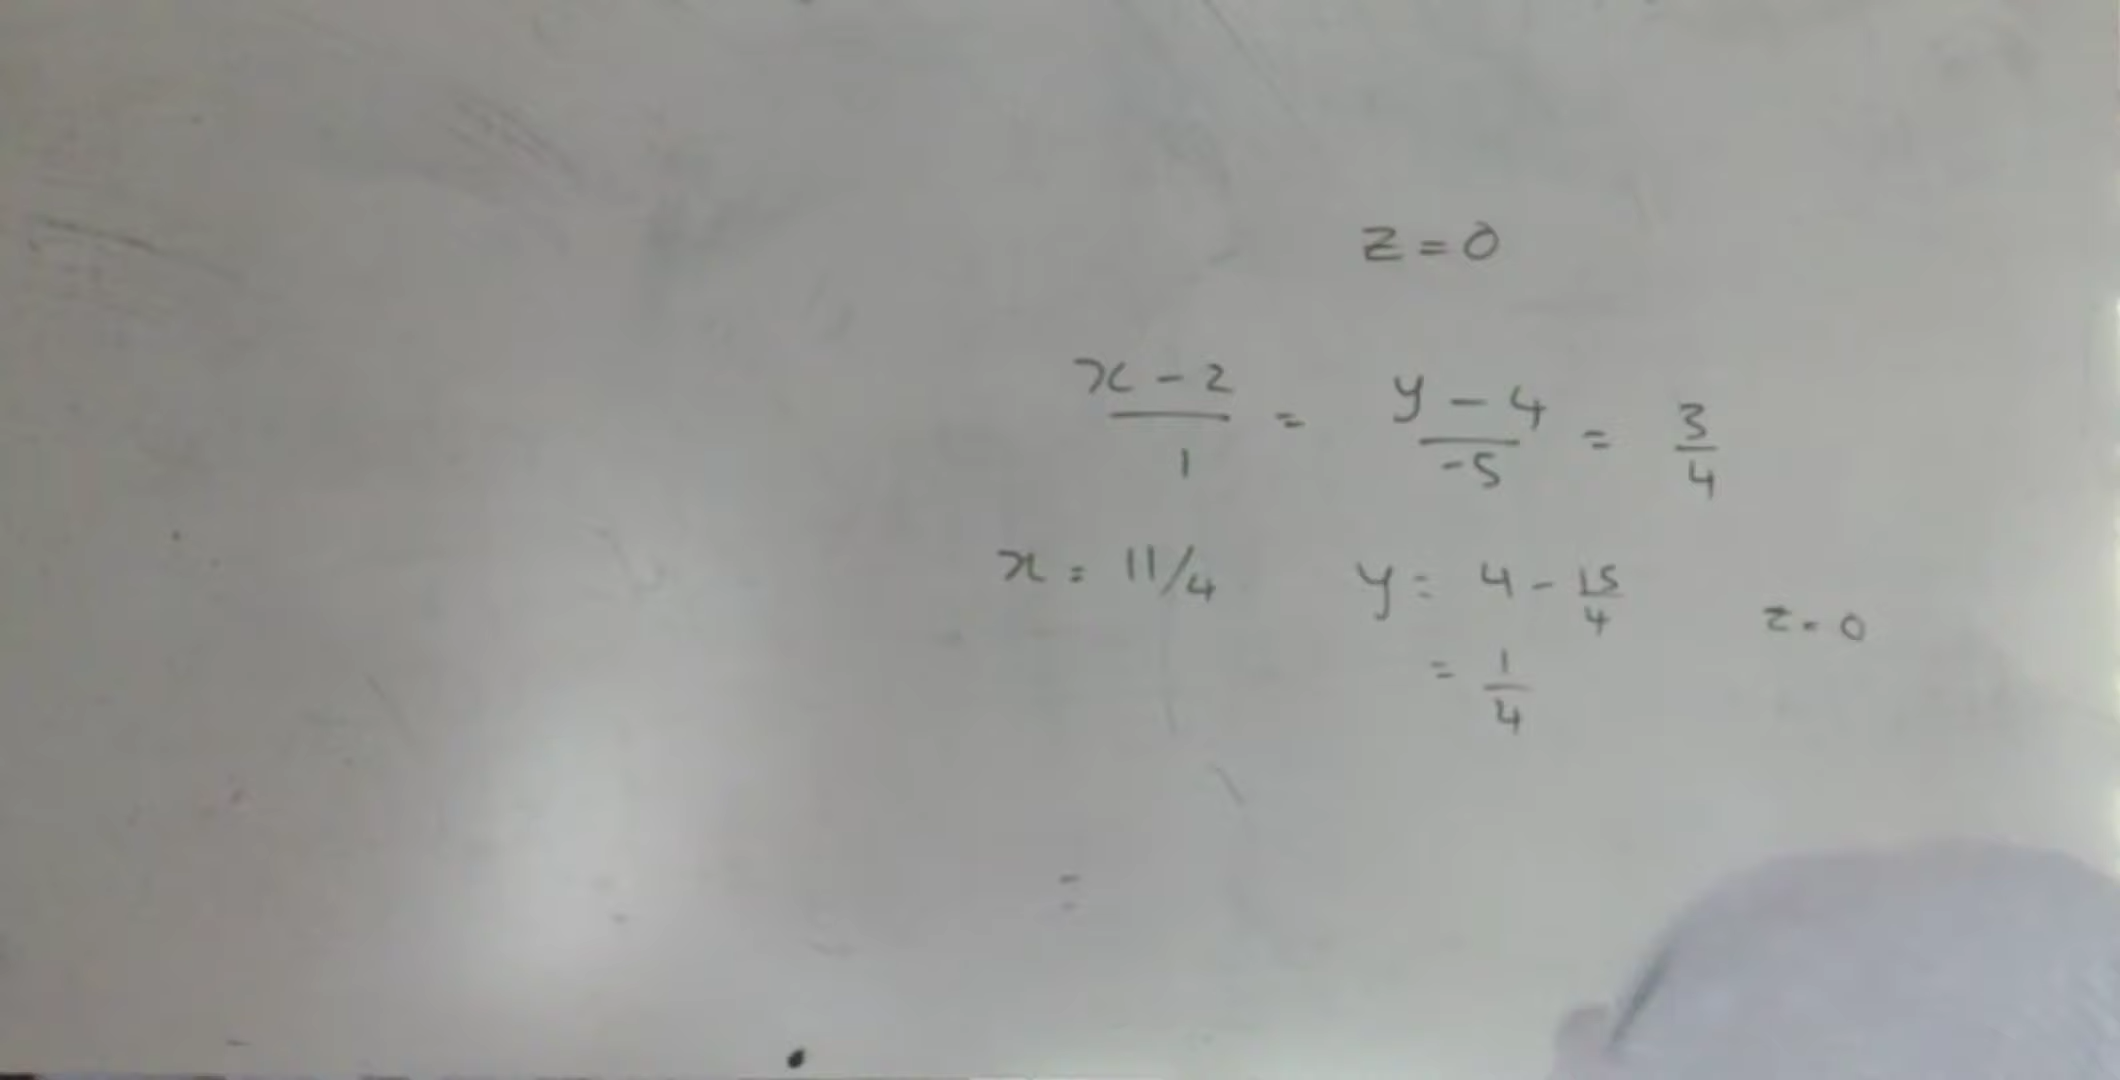 z = 0
x - 2 / 1 = y - 4 / -5 = 3 / 4
x = 11/4 y = 4 - 15/4 z = 0
= 1/4
=